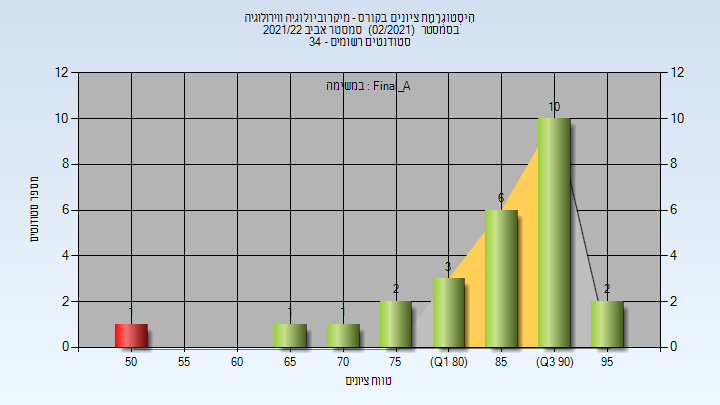 הִיסְטוֹגְרָמַת ציונים בקורס - מיקרוביולוגיה ווירולוגיה
בסמסטר (02/2021) סמסטר אביב 2021/22
סטודנטים רשומים - 34
במשימה : Final_A
12 12
10 10
8 8
6 6
4 4
2 2
0 0
1 1 1 2 3 6 10 2
מספר סטודנטים
50 55 60 65 70 75 (Q1 80) 85 (Q3 90) 95
טווח ציונים